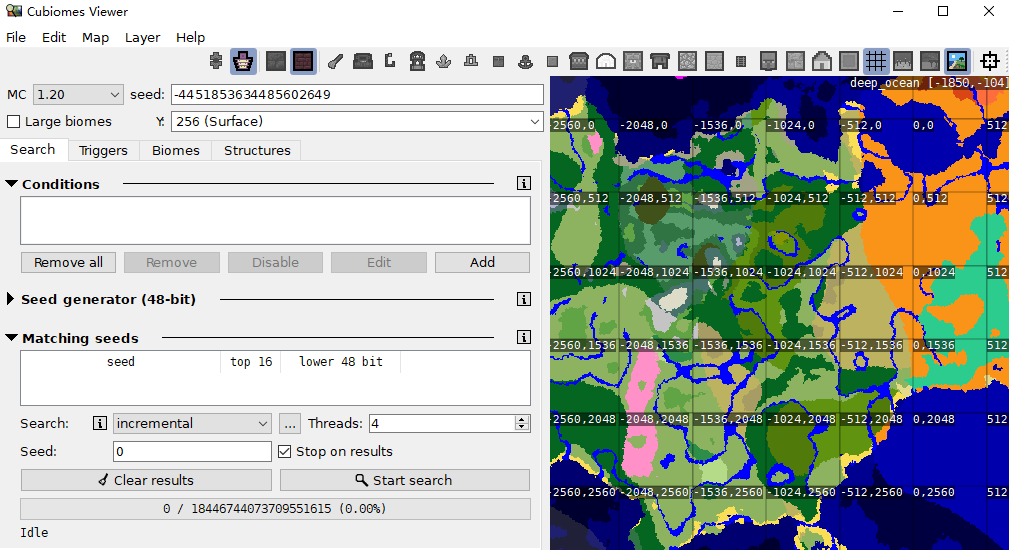 Cubiomes Viewer
File Edit Map Layer Help
MC 1.20 seed: -4451853634485602649
Large biomes Y: 256 (Surface)
Search Triggers Biomes Structures
Conditions
Remove all Remove Disable Edit Add
Seed generator (48-bit)
Matching seeds
seed top 16 lower 48 bit
Search: incremental ... Threads: 4
Seed: 0 Stop on results
Clear results Start search
0 / 18446744073709551615 (0.00%)
Idle
deep_ocean [-1850,-104]
-2560,0 -2048,0 -1536,0 -1024,0 -512,0 0,0 512
-2560,512 -2048,512 -1536,512 -1024,512 -512,512 0,512 512
-2560,1024 -2048,1024 -1536,1024 -1024,1024 -512,1024 0,1024 512
-2560,1536 -2048,1536 -1536,1536 -1024,1536 -512,1536 0,1536 512
-2560,2048 -2048,2048 -1536,2048 -1024,2048 -512,2048 0,2048 512
-2560,2560 -2048,2560 -1536,2560 -1024,2560 -512,2560 0,2560 512